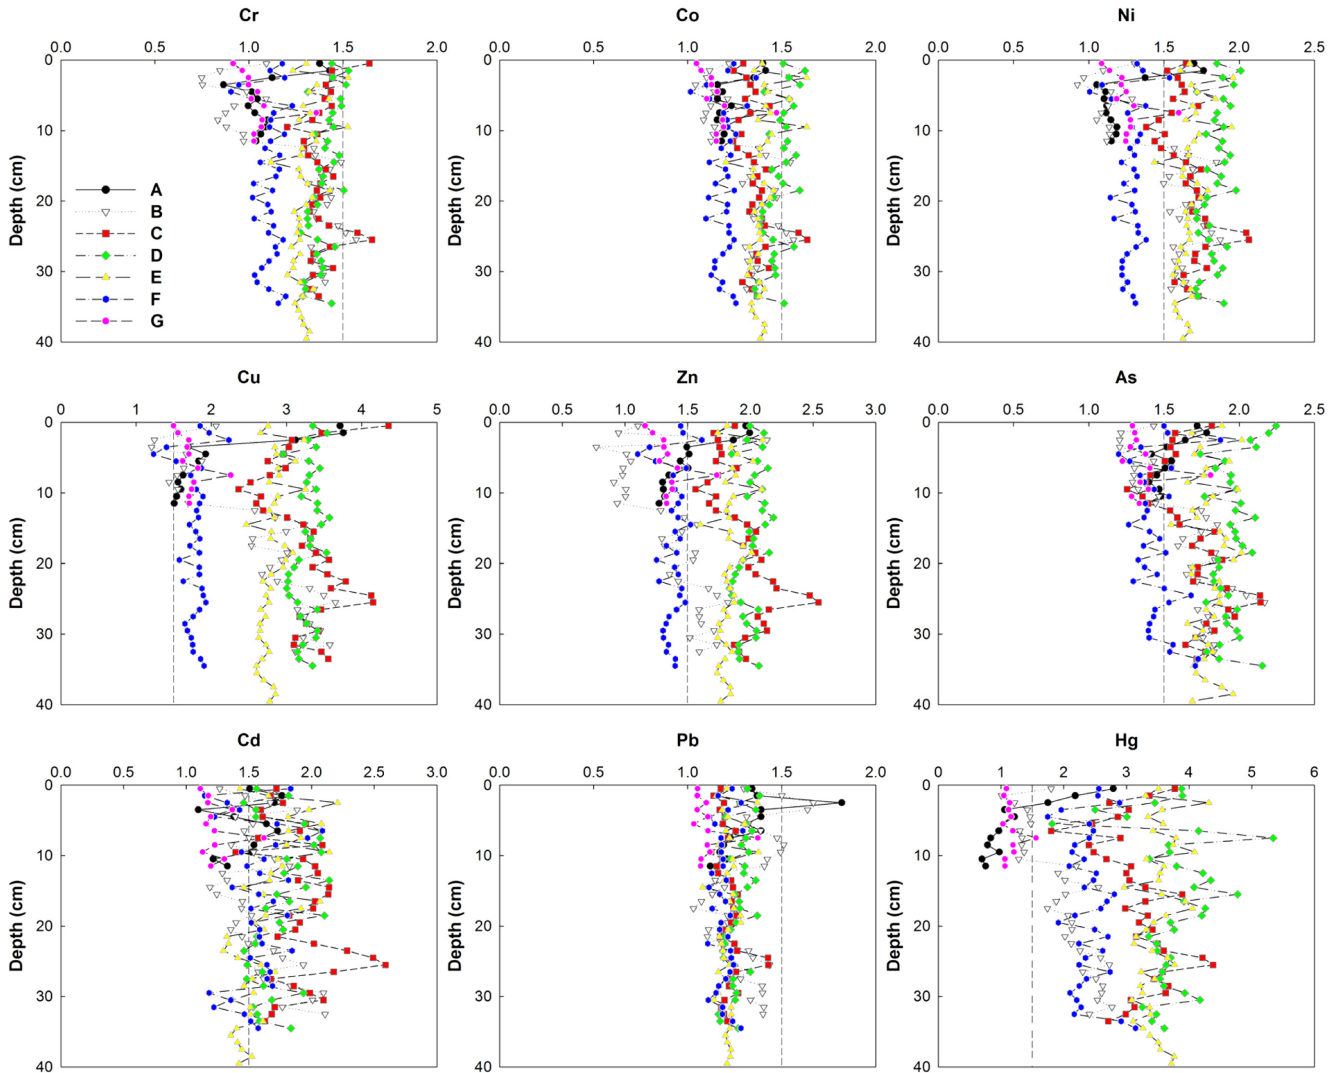 Cr Co Ni
0.0 0.5 1.0 1.5 2.0 0.0 0.5 1.0 1.5 2.0 0.0 0.5 1.0 1.5 2.0 2.5
0 0 0
10 10 10
A
B
20 20 20
C
D
E
30 30 30
F
G
40 40 40
Depth (cm) Depth (cm) Depth (cm)
Cu Zn As
0 1 2 3 4 5 0.0 0.5 1.0 1.5 2.0 2.5 3.0 0.0 0.5 1.0 1.5 2.0 2.5
0 0 0
10 10 10
20 20 20
30 30 30
40 40 40
Depth (cm) Depth (cm) Depth (cm)
Cd Pb Hg
0.0 0.5 1.0 1.5 2.0 2.5 3.0 0.0 0.5 1.0 1.5 2.0 0 1 2 3 4 5 6
0 0 0
10 10 10
20 20 20
30 30 30
40 40 40
Depth (cm) Depth (cm) Depth (cm)